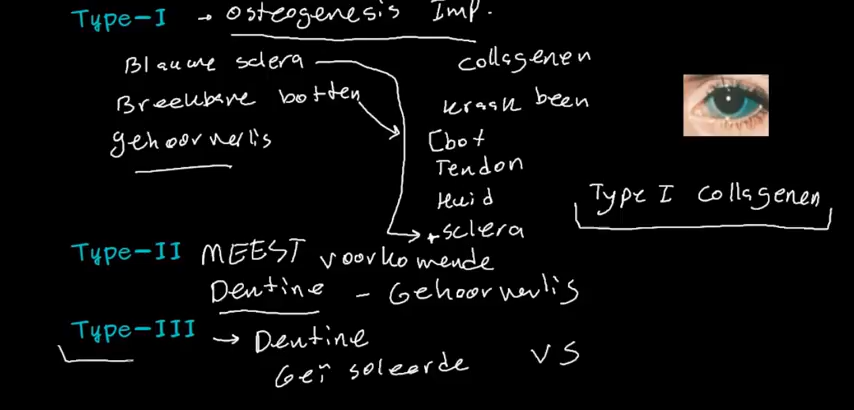 Type-I → osteogenesis Imp.
Blauwe sclera
Breekbare botten
gehoorverlis
collagenen
kraak been
[bot
Tendon
Huid
+ sclera
Type I collagenen
Type-II MEEST voorkomende
Dentine - Gehoorverlis
Type-III → Dentine
Geïsoleerde VS